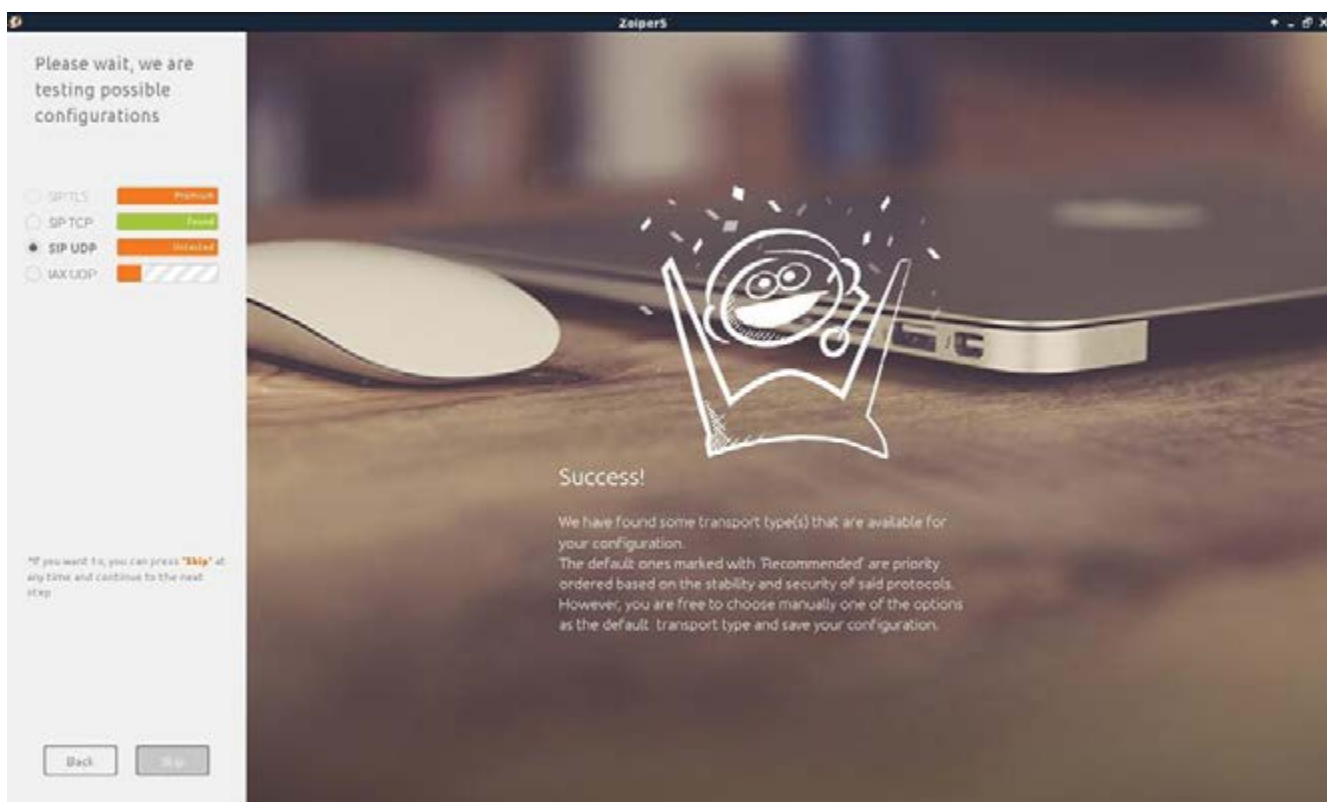 Zoiper5
Please wait, we are
testing possible
configurations
SIP TLS Premium
SIP TCP Found
SIP UDP Untested
IAX UDP
*If you want to, you can press "Skip" at
any time and continue to the next
step
Back Skip
Success!
We have found some transport type(s) that are available for
your configuration.
The default ones marked with 'Recommended' are priority
ordered based on the stability and security of said protocols.
However, you are free to choose manually one of the options
as the default transport type and save your configuration.